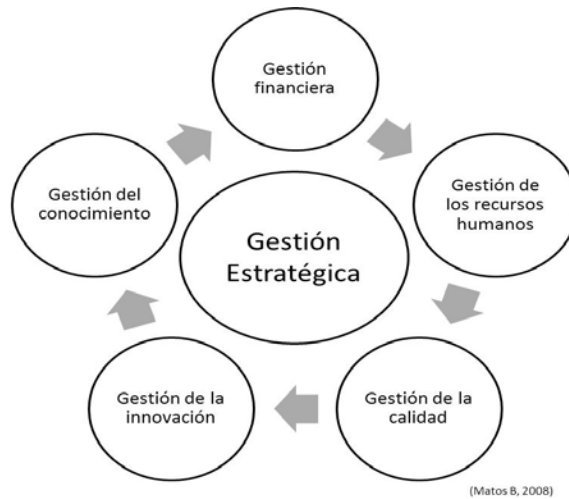 Gestión
financiera
Gestión de
los recursos
humanos
Gestión de la
calidad
Gestión de la
innovación
Gestión del
conocimiento
Gestión
Estratégica
(Matos B, 2008)